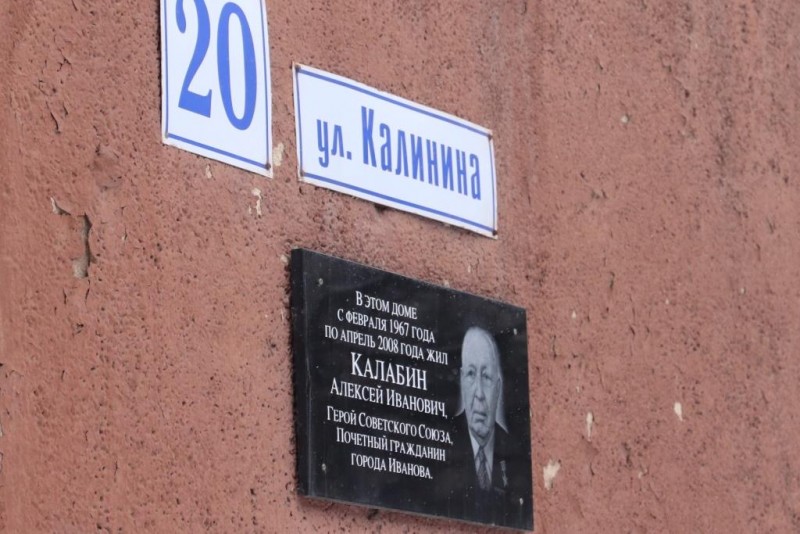 20
ул. Калинина
В ЭТОМ ДОМЕ
С ФЕВРАЛЯ 1967 ГОДА
ПО АПРЕЛЬ 2008 ГОДА ЖИЛ
КАЛАБИН
АЛЕКСЕЙ ИВАНОВИЧ,
ГЕРОЙ СОВЕТСКОГО СОЮЗА,
ПОЧЕТНЫЙ ГРАЖДАНИН
ГОРОДА ИВАНОВА.